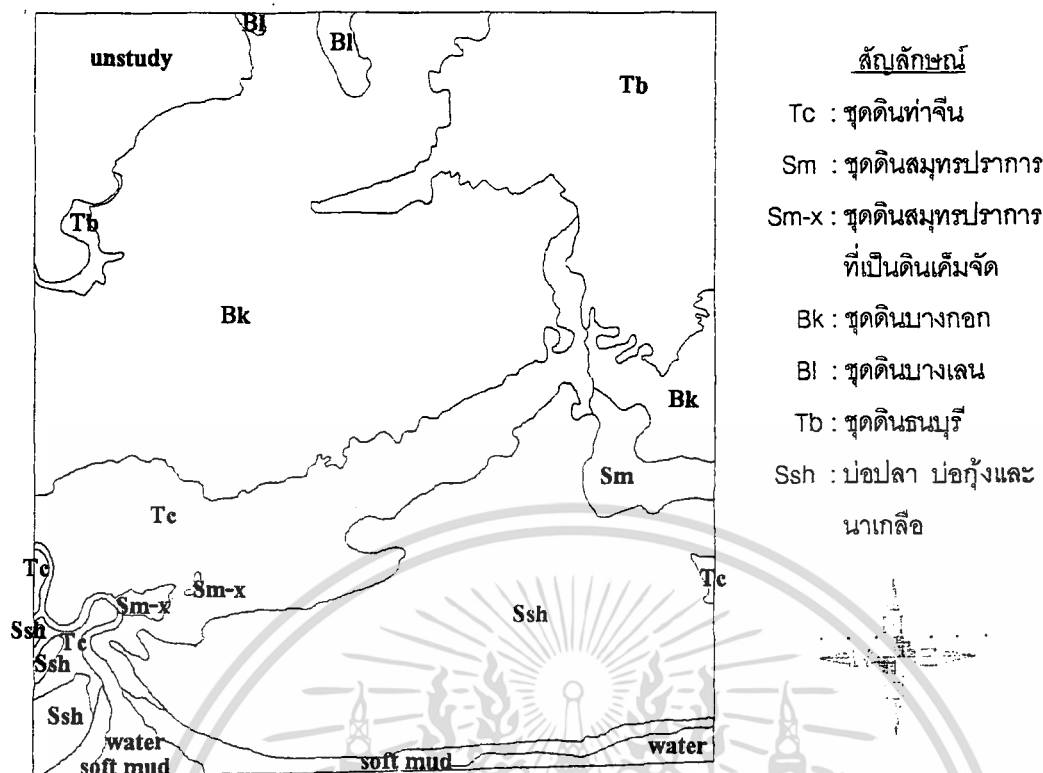 Bl
Bl
unstudy
Tb
Tb
Bk
Bk
Sm
Tc
Tc
Sm-x
Sm-x
Tc
Ssh
Ssh
Tc
Ssh
Ssh
water
soft mud
soft mud
water
สัญลักษณ์
Tc : ชุดดินท่าจีน
Sm : ชุดดินสมุทรปราการ
Sm-x : ชุดดินสมุทรปราการ
ที่เป็นดินเค็มจัด
Bk : ชุดดินบางกอก
Bl : ชุดดินบางเลน
Tb : ชุดดินธนบุรี
Ssh : บ่อปลา บ่อกุ้งและ
นาเกลือ